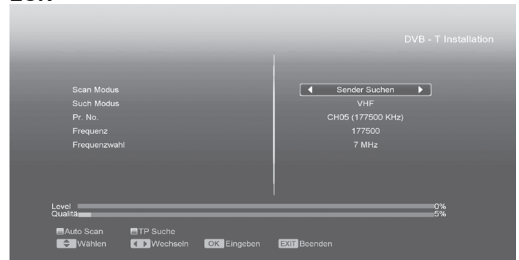 DVB - T Installation
Scan Modus Sender Suchen
Such Modus VHF
Pr. No. CH05 (177500 KHz)
Frequenz 177500
Frequenzwahl 7 MHz
Level 0%
Qualitä 5%
Auto Scan TP Suche
Wählen Wechseln OK Eingeben EXIT Beenden